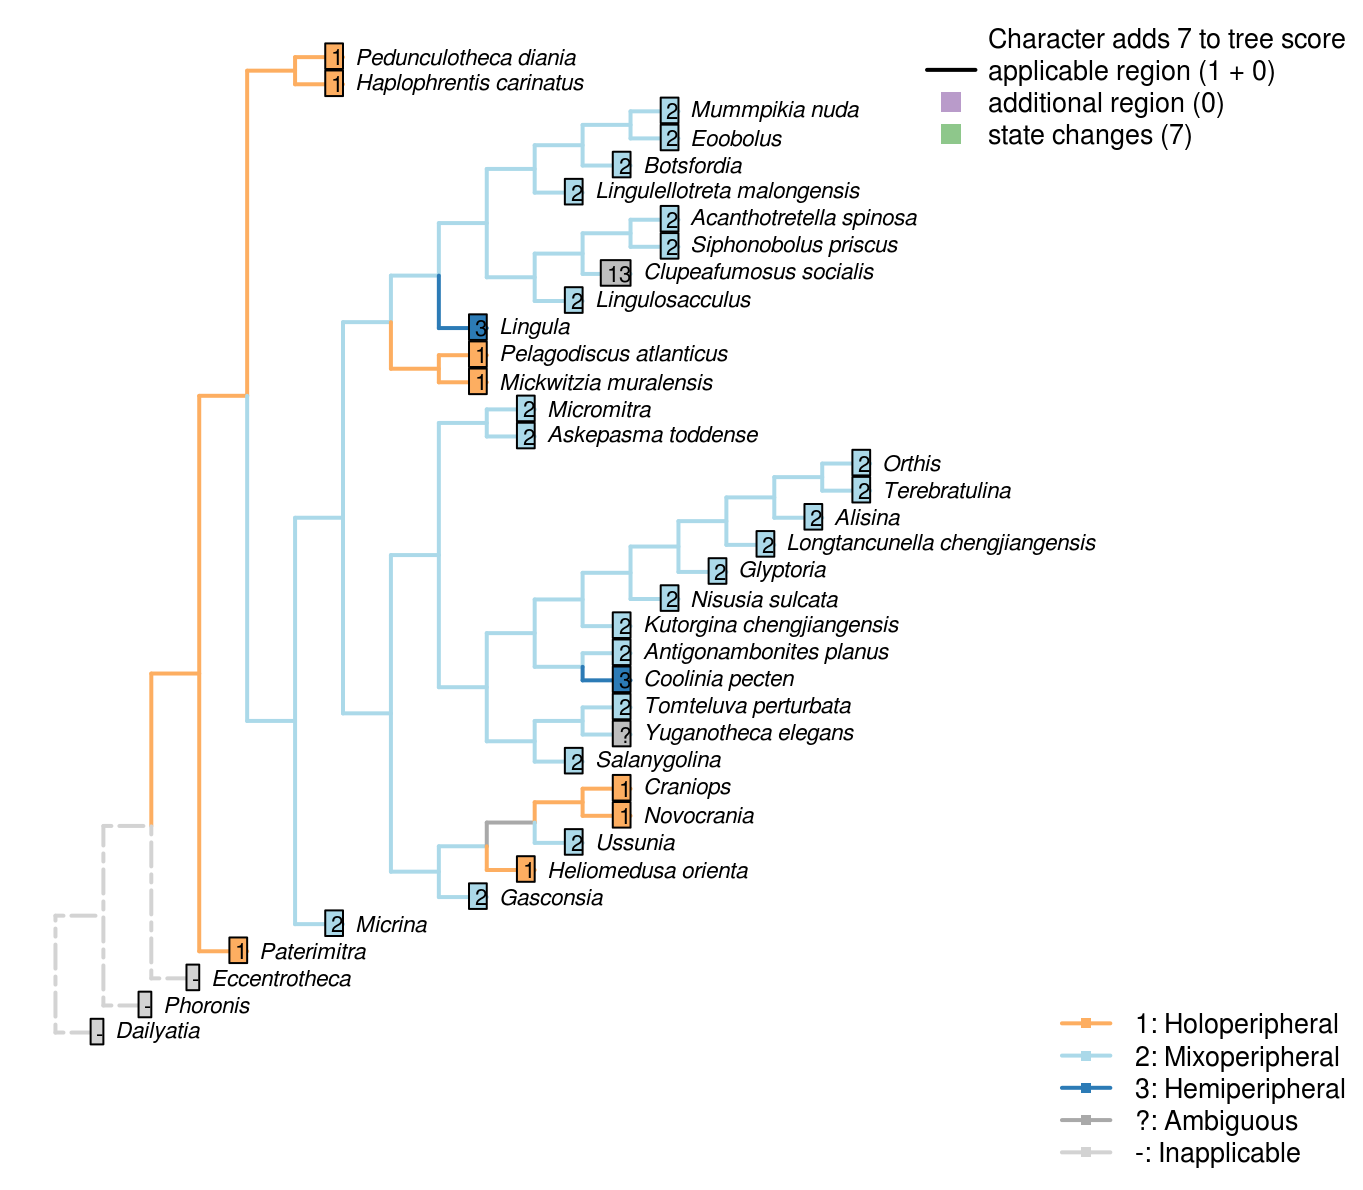 Character adds 7 to tree score
applicable region (1 + 0)
additional region (0)
state changes (7)
1 Pedunculotheca diania
1 Haplophrentis carinatus
2 Mummpikia nuda
2 Eoobolus
2 Botsfordia
2 Lingulellotreta malongensis
2 Acanthotretella spinosa
2 Siphonobolus priscus
13 Clupeafumosus socialis
2 Lingulosacculus
3 Lingula
1 Pelagodiscus atlanticus
1 Mickwitzia muralensis
2 Micromitra
2 Askepasma toddense
2 Orthis
2 Terebratulina
2 Alisina
2 Longtancunella chengjiangensis
2 Glyptoria
2 Nisusia sulcata
2 Kutorgina chengjiangensis
2 Antigonambonites planus
3 Coolinia pecten
2 Tomteluva perturbata
? Yuganotheca elegans
2 Salanygolina
1 Craniops
1 Novocrania
2 Ussunia
1 Heliomedusa orienta
2 Gasconsia
2 Micrina
1 Paterimitra
- Eccentrotheca
- Phoronis
- Dailyatia
1: Holoperipheral
2: Mixoperipheral
3: Hemiperipheral
?: Ambiguous
-: Inapplicable